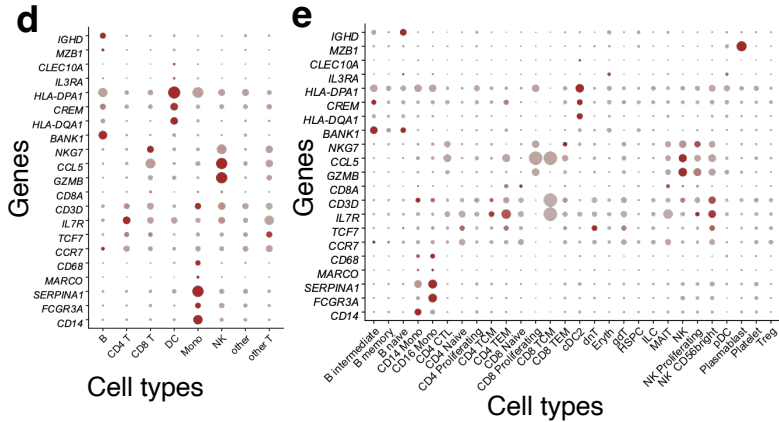 d
Genes
IGHD
MZB1
CLEC10A
IL3RA
HLA-DPA1
CREM
HLA-DQA1
BANK1
NKG7
CCL5
GZMB
CD8A
CD3D
IL7R
TCF7
CCR7
CD68
MARCO
SERPINA1
FCGR3A
CD14
B
CD4 T
CD8 T
DC
Mono
NK
other
other T
Cell types
e
Genes
IGHD
MZB1
CLEC10A
IL3RA
HLA-DPA1
CREM
HLA-DQA1
BANK1
NKG7
CCL5
GZMB
CD8A
CD3D
IL7R
TCF7
CCR7
CD68
MARCO
SERPINA1
FCGR3A
CD14
B intermediate
B memory
B naive
CD14 Mono
CD16 Mono
CD4 CTL
CD4 Naive
CD4 Proliferating
CD4 TCM
CD4 TEM
CD8 Naive
CD8 Proliferating
CD8 TCM
CD8 TEM
cDC2
dnT
Eryth
gdT
HSPC
ILC
MAIT
NK
NK Proliferating
NK CD56bright
pDC
Plasmablast
Platelet
Treg
Cell types